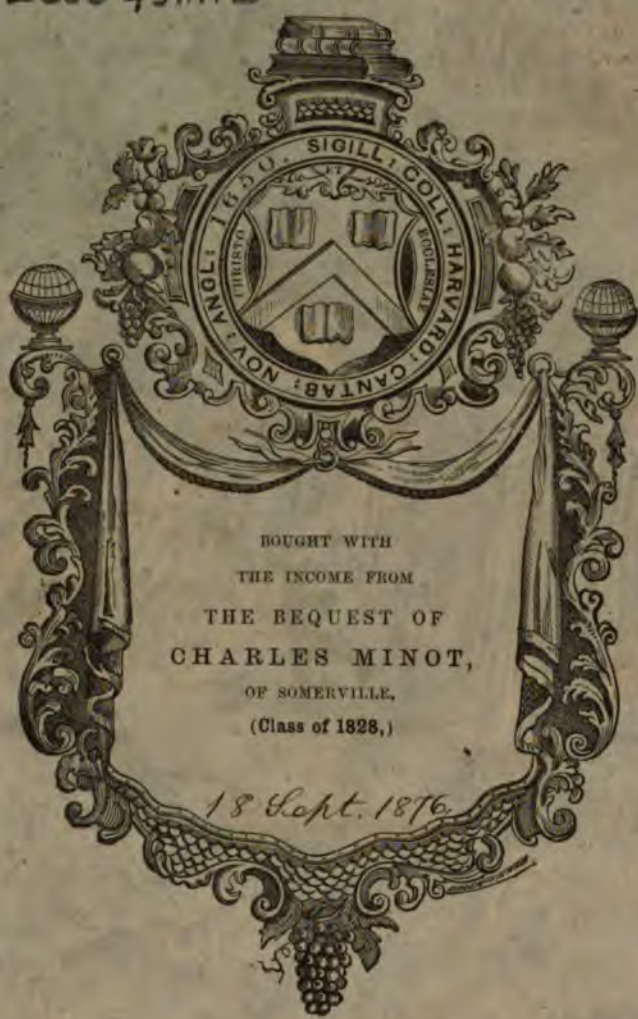 SIGILL: COLL: HARVARD: CANTAB: NOV: ANGL: 1650.
ET
CHRISTO
ECCLESIAE
BOUGHT WITH
THE INCOME FROM
THE BEQUEST OF
CHARLES MINOT,
OF SOMERVILLE,
(Class of 1828,)
18 Sept. 1876.